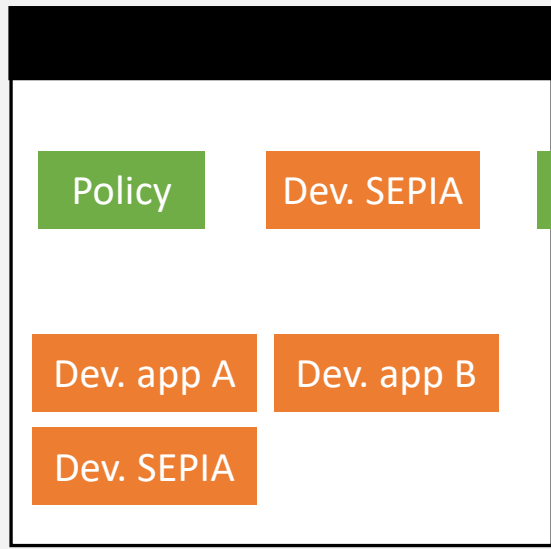 Policy
Dev. SEPIA
Dev. app A
Dev. app B
Dev. SEPIA